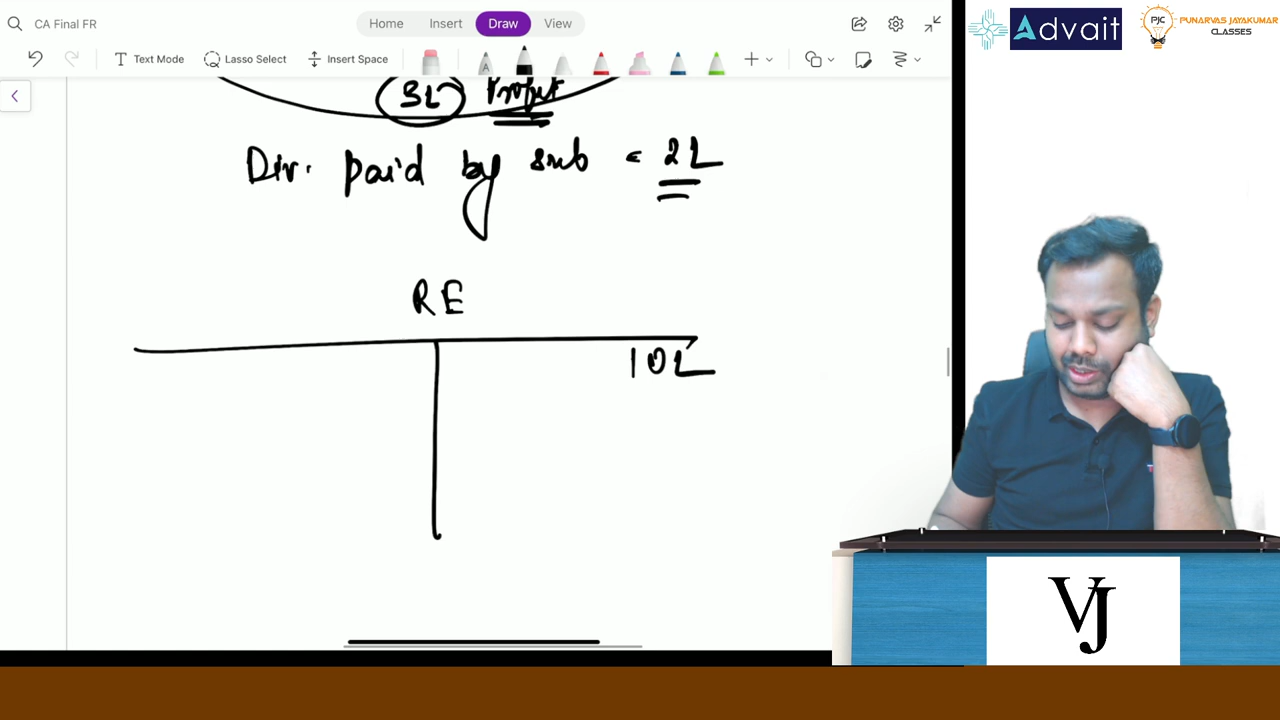 CA Final FR
Home Insert Draw View
Text Mode Lasso Select Insert Space
Advait
PJC
PUNARVAS JAYAKUMAR
CLASSES
3L Profit
Div. paid by sub = 2L
RE
10L
VJ